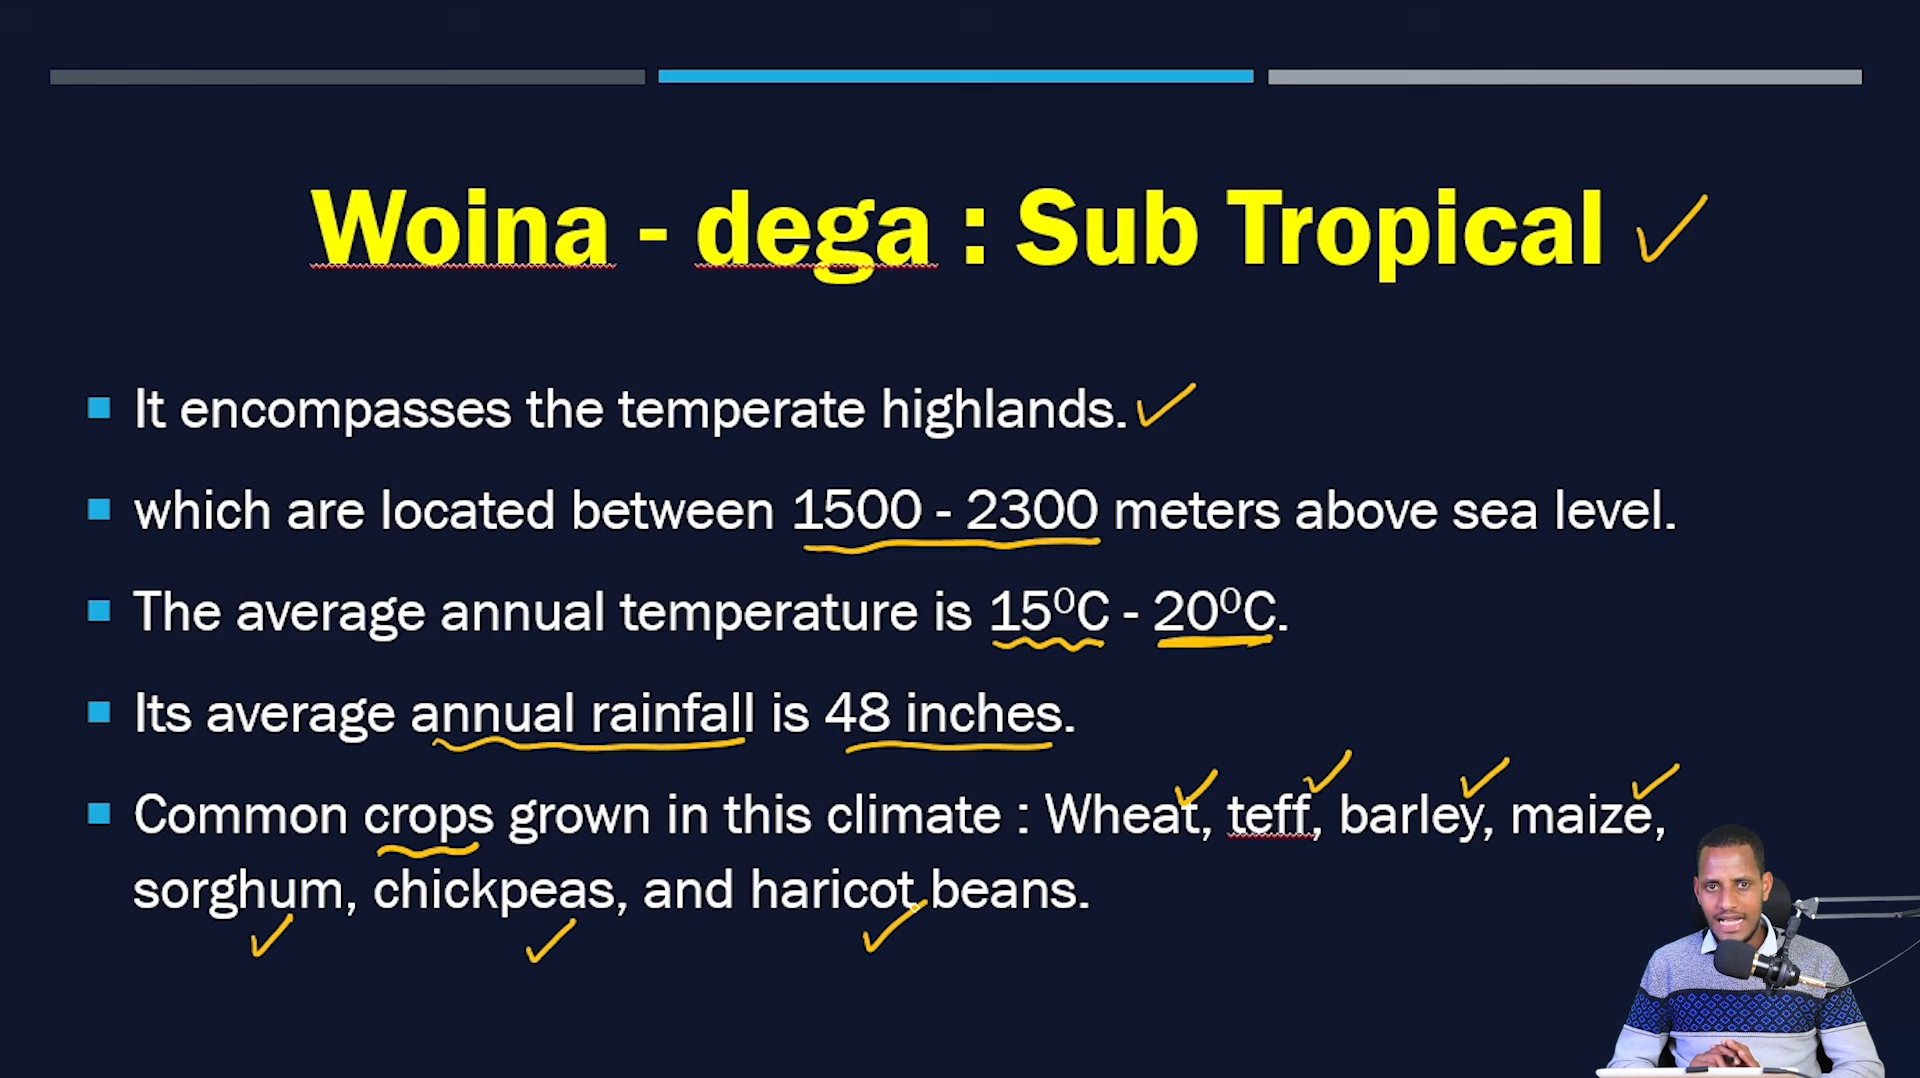 Woina - dega : Sub Tropical
It encompasses the temperate highlands.
which are located between 1500 - 2300 meters above sea level.
The average annual temperature is 15⁰C - 20⁰C.
Its average annual rainfall is 48 inches.
Common crops grown in this climate : Wheat, teff, barley, maize,
sorghum, chickpeas, and haricot beans.